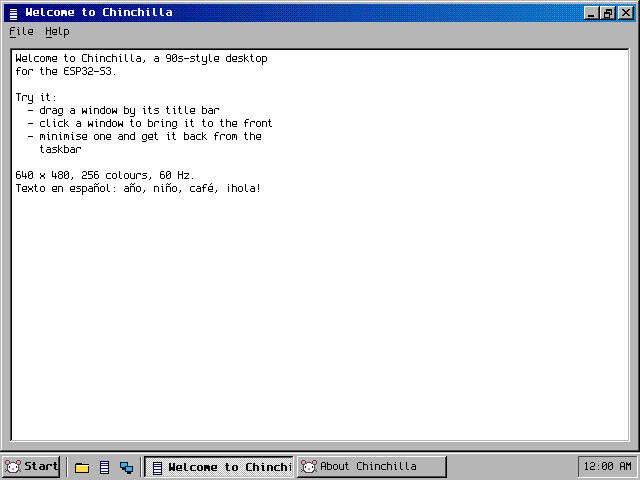 Welcome to Chinchilla
File Help
Welcome to Chinchilla, a 90s-style desktop
for the ESP32-S3.
Try it:
- drag a window by its title bar
- click a window to bring it to the front
- minimise one and get it back from the
taskbar
640 x 480, 256 colours, 60 Hz.
Texto en español: año, niño, café, ¡hola!
Start Welcome to Chinchi About Chinchilla 12:00 AM